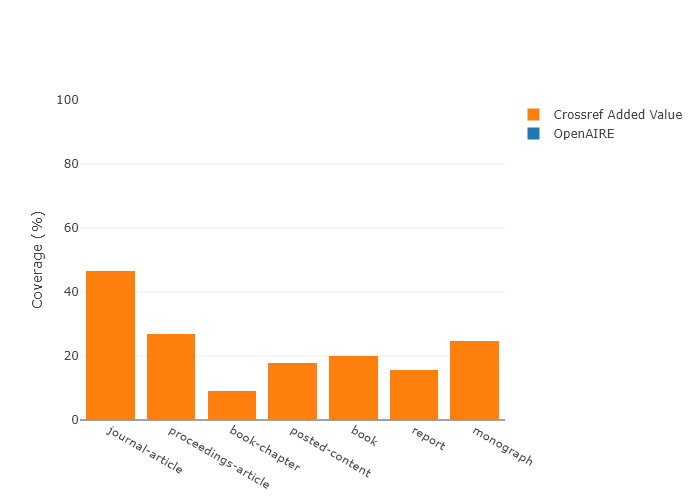 100
80
60
40
20
0
Coverage (%)
journal-article
proceedings-article
book-chapter
posted-content
book
report
monograph
Crossref Added Value
OpenAIRE